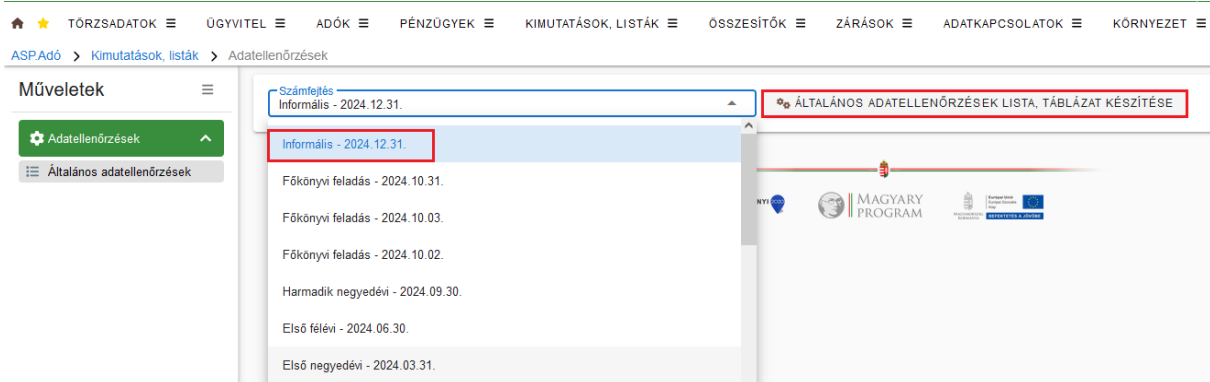 TÖRZSADATOK ÜGYVITEL ADÓK PÉNZÜGYEK KIMUTATÁSOK, LISTÁK ÖSSZESÍTŐK ZÁRÁSOK ADATKAPCSOLATOK KÖRNYEZET
ASP.Adó > Kimutatások, listák > Adatellenőrzések
Műveletek
Adatellenőrzések
Általános adatellenőrzések
Számfejtés
Informális - 2024.12.31.
ÁLTALÁNOS ADATELLENŐRZÉSEK LISTA, TÁBLÁZAT KÉSZÍTÉSE
Informális - 2024.12.31.
Főkönyvi feladás - 2024.10.31.
Főkönyvi feladás - 2024.10.03.
Főkönyvi feladás - 2024.10.02.
Harmadik negyedévi - 2024.09.30.
Első félévi - 2024.06.30.
Első negyedévi - 2024.03.31.
NYI 2020
MAGYARY
PROGRAM